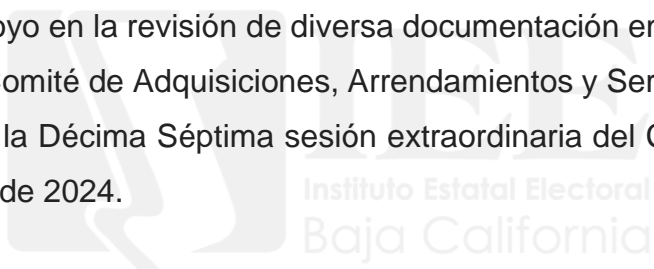 oyo en la revisión de diversa documentación en
omité de Adquisiciones, Arrendamientos y Ser
la Décima Séptima sesión extraordinaria del
de 2024.
IEE
Instituto Estatal Electoral
Baja California